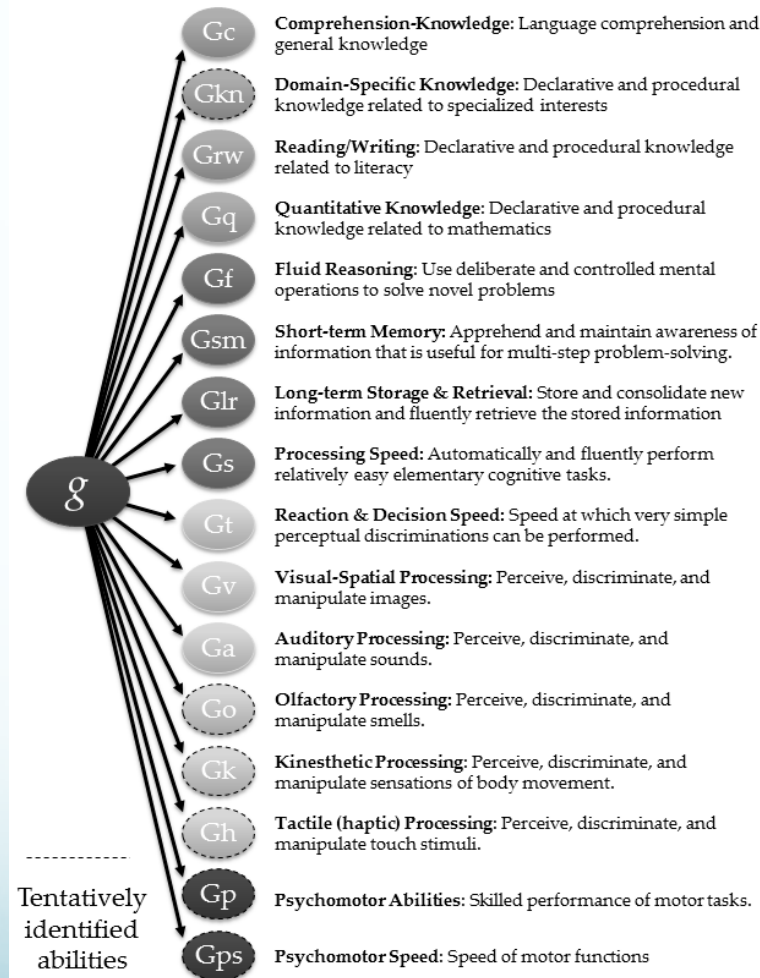 Gc
Comprehension-Knowledge: Language comprehension and
general knowledge
Gkn
Domain-Specific Knowledge: Declarative and procedural
knowledge related to specialized interests
Grw
Reading/Writing: Declarative and procedural knowledge
related to literacy
Gq
Quantitative Knowledge: Declarative and procedural
knowledge related to mathematics
Gf
Fluid Reasoning: Use deliberate and controlled mental
operations to solve novel problems
Gsm
Short-term Memory: Apprehend and maintain awareness of
information that is useful for multi-step problem-solving.
Glr
Long-term Storage & Retrieval: Store and consolidate new
information and fluently retrieve the stored information
g
Gs
Processing Speed: Automatically and fluently perform
relatively easy elementary cognitive tasks.
Gt
Reaction & Decision Speed: Speed at which very simple
perceptual discriminations can be performed.
Gv
Visual-Spatial Processing: Perceive, discriminate, and
manipulate images.
Ga
Auditory Processing: Perceive, discriminate, and
manipulate sounds.
Go
Olfactory Processing: Perceive, discriminate, and
manipulate smells.
Gk
Kinesthetic Processing: Perceive, discriminate, and
manipulate sensations of body movement.
Gh
Tactile (haptic) Processing: Perceive, discriminate, and
manipulate touch stimuli.
Gp
Psychomotor Abilities: Skilled performance of motor tasks.
Gps
Psychomotor Speed: Speed of motor functions
Tentatively
identified
abilities